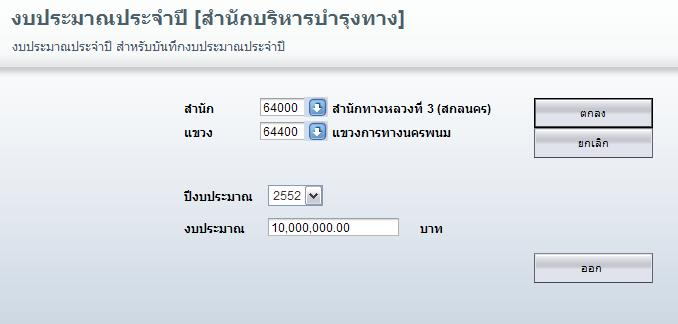 งบประมาณประจำปี [สำนักบริหารบำรุงทาง]
งบประมาณประจำปี สำหรับบันทึกงบประมาณประจำปี
สำนัก 64000 สำนักทางหลวงที่ 3 (สกลนคร)
ตกลง
แขวง 64400 แขวงการทางนครพนม
ยกเลิก
ปีงบประมาณ 2552
งบประมาณ 10,000,000.00 บาท
ออก